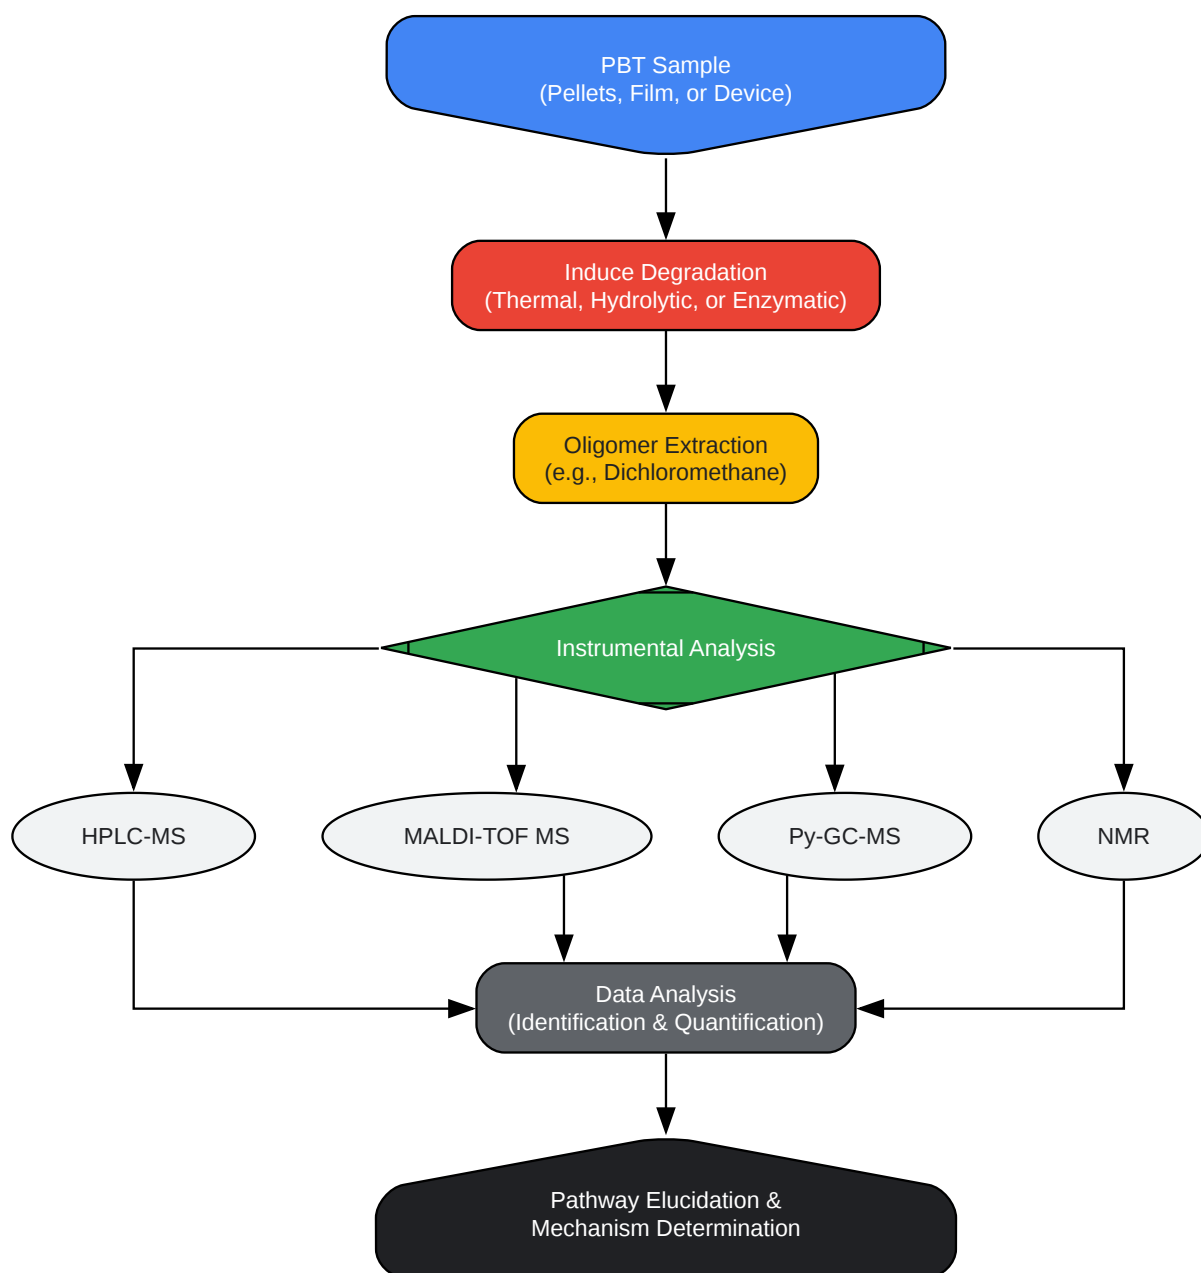 PBT Sample
(Pellets, Film, or Device)
Induce Degradation
(Thermal, Hydrolytic, or Enzymatic)
Oligomer Extraction
(e.g., Dichloromethane)
Instrumental Analysis
HPLC-MS
MALDI-TOF MS
Py-GC-MS
NMR
Data Analysis
(Identification & Quantification)
Pathway Elucidation &
Mechanism Determination